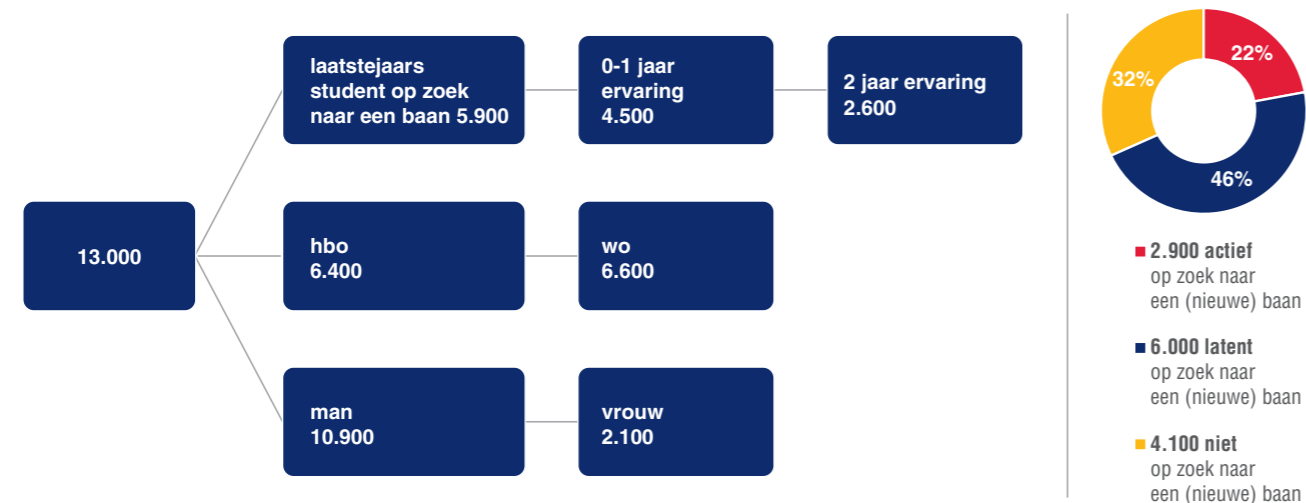 13.000
laatstejaars
student op zoek
naar een baan 5.900
0-1 jaar
ervaring
4.500
2 jaar ervaring
2.600
hbo
6.400
wo
6.600
man
10.900
vrouw
2.100
22%
32%
46%
2.900 actief
op zoek naar
een (nieuwe) baan
6.000 latent
op zoek naar
een (nieuwe) baan
4.100 niet
op zoek naar
een (nieuwe) baan